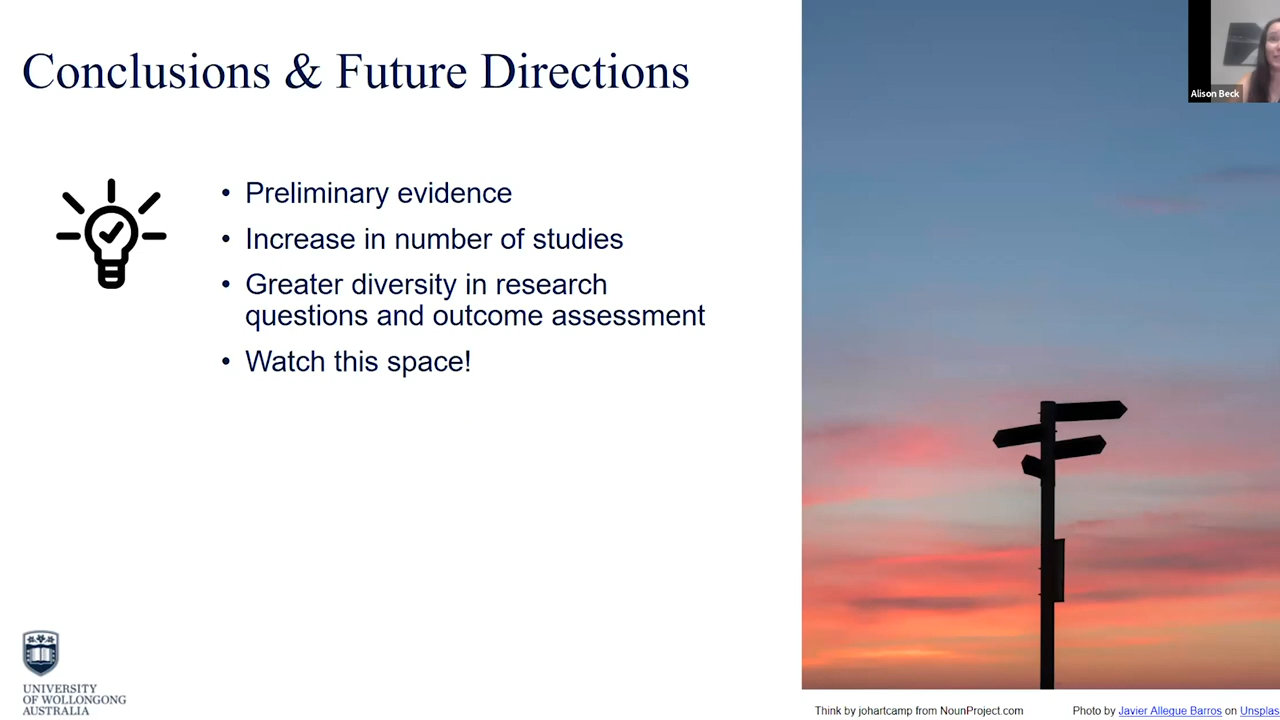 Conclusions & Future Directions
Alison Beck
• Preliminary evidence
• Increase in number of studies
• Greater diversity in research
questions and outcome assessment
• Watch this space!
UNIVERSITY
OF WOLLONGONG
AUSTRALIA
Think by johartcamp from NounProject.com
Photo by Javier Allegue Barros on Unsplas